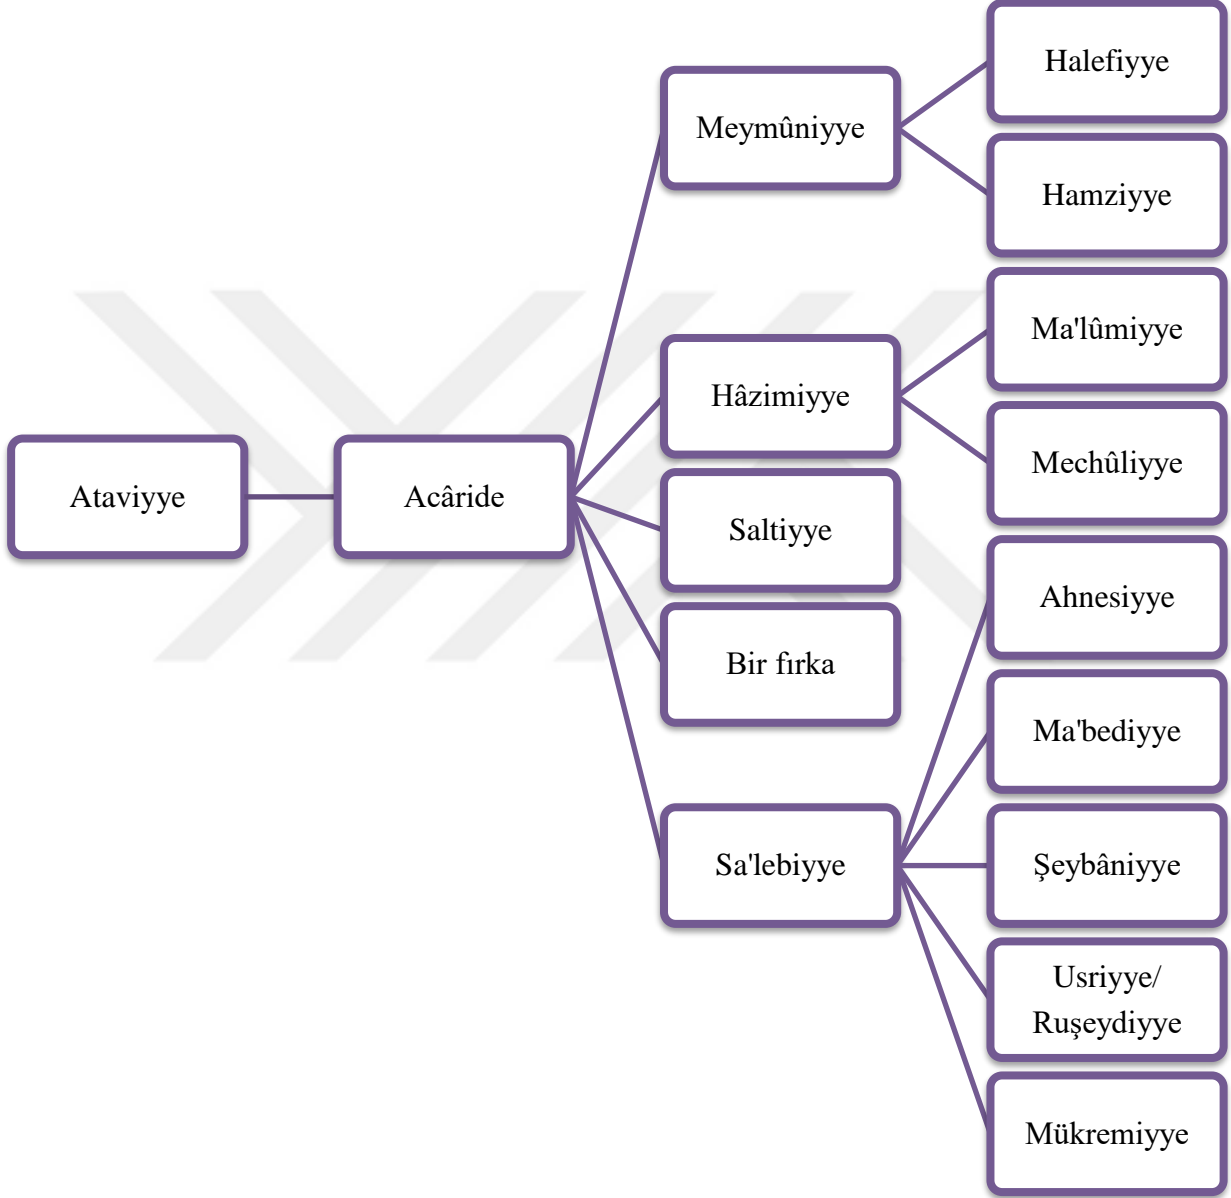 Halefiyye
Meymûniyye
Hamziyye
Ma'lûmiyye
Hâzimiyye
Mechûliyye
Ataviyye
Acâride
Saltiyye
Ahnesiyye
Bir fırka
Ma'bediyye
Sa'lebiyye
Şeybâniyye
Usriyye/
Ruşeydiyye
Mükremiyye